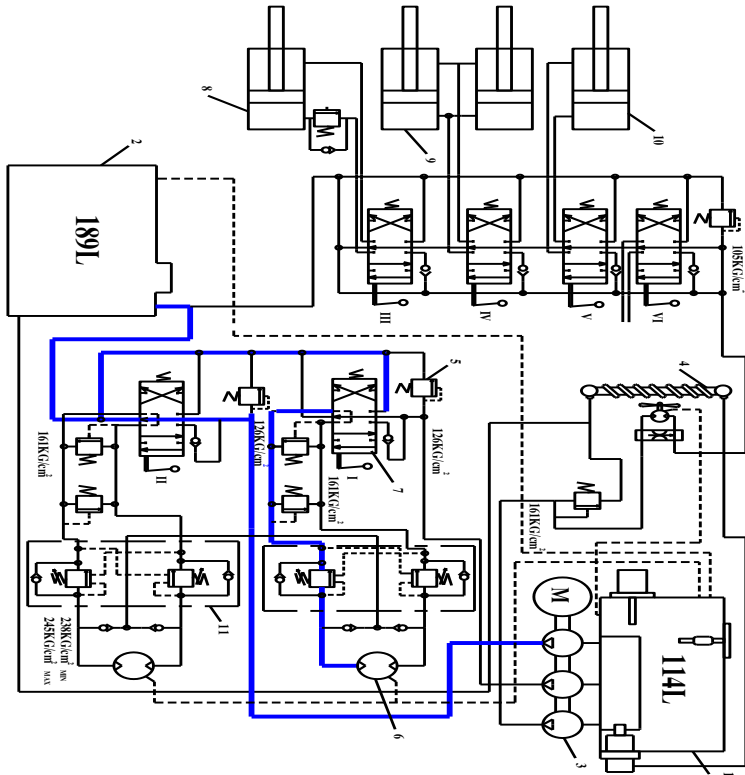 8
9
10
2
189L
105KG/cm²
III
IV
V
VI
4
5
126KG/cm²
126KG/cm²
161KG/cm²
II
161KG/cm²
I
7
161KG/cm²
M
114L
11
238KG/cm² MIN
245KG/cm² MAX
6
3
1